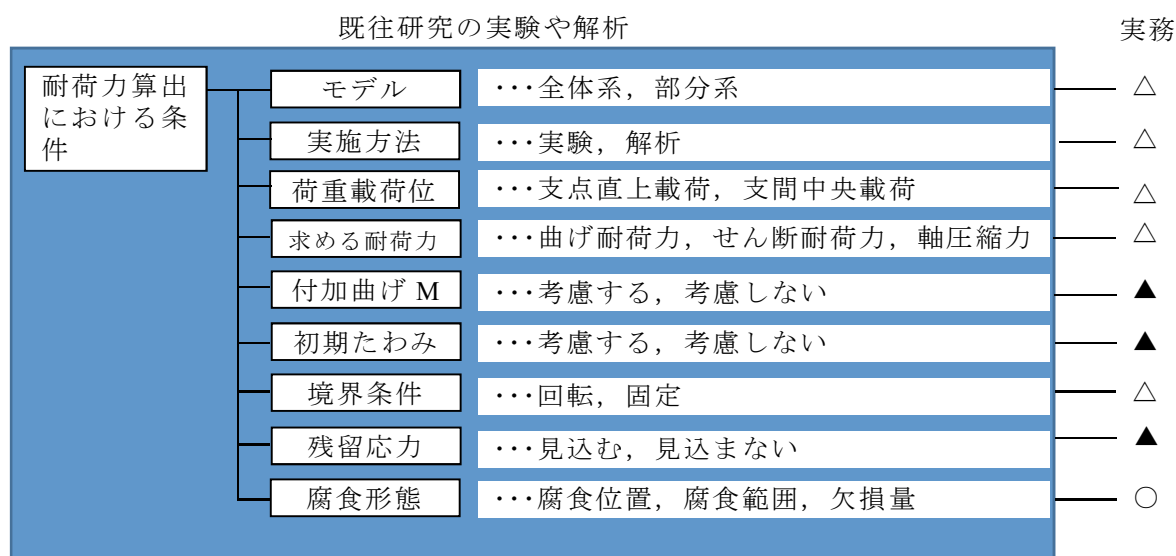 既往研究の実験や解析
実務
耐荷力算出
における条
件
モデル
･･･全体系，部分系
△
実施方法
･･･実験，解析
△
荷重載荷位
･･･支点直上載荷，支間中央載荷
△
求める耐荷力
･･･曲げ耐荷力，せん断耐荷力，軸圧縮力
△
付加曲げ M
･･･考慮する，考慮しない
▲
初期たわみ
･･･考慮する，考慮しない
▲
境界条件
･･･回転，固定
△
残留応力
･･･見込む，見込まない
▲
腐食形態
･･･腐食位置，腐食範囲，欠損量
○